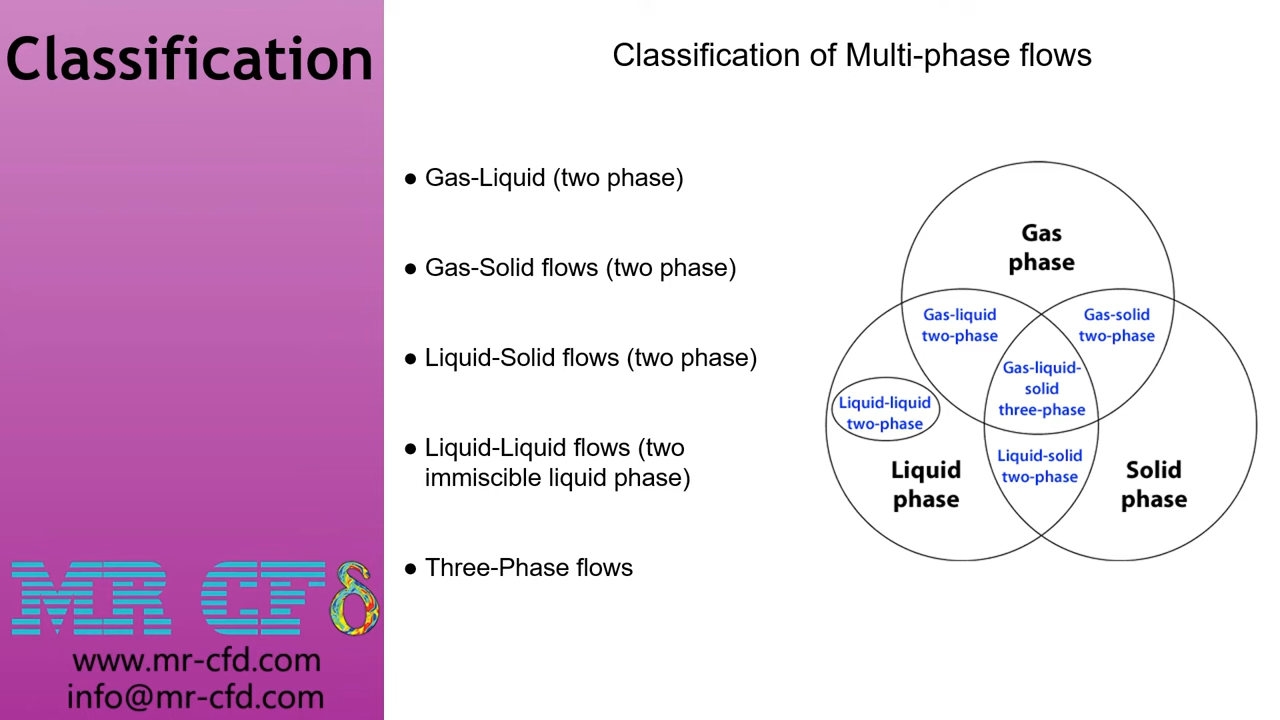 Classification
Classification of Multi-phase flows
● Gas-Liquid (two phase)
● Gas-Solid flows (two phase)
● Liquid-Solid flows (two phase)
● Liquid-Liquid flows (two
immiscible liquid phase)
● Three-Phase flows
Gas
phase
Gas-liquid
two-phase
Gas-solid
two-phase
Gas-liquid-
solid
three-phase
Liquid-liquid
two-phase
Liquid-solid
two-phase
Liquid
phase
Solid
phase
MR CFδ
www.mr-cfd.com
info@mr-cfd.com